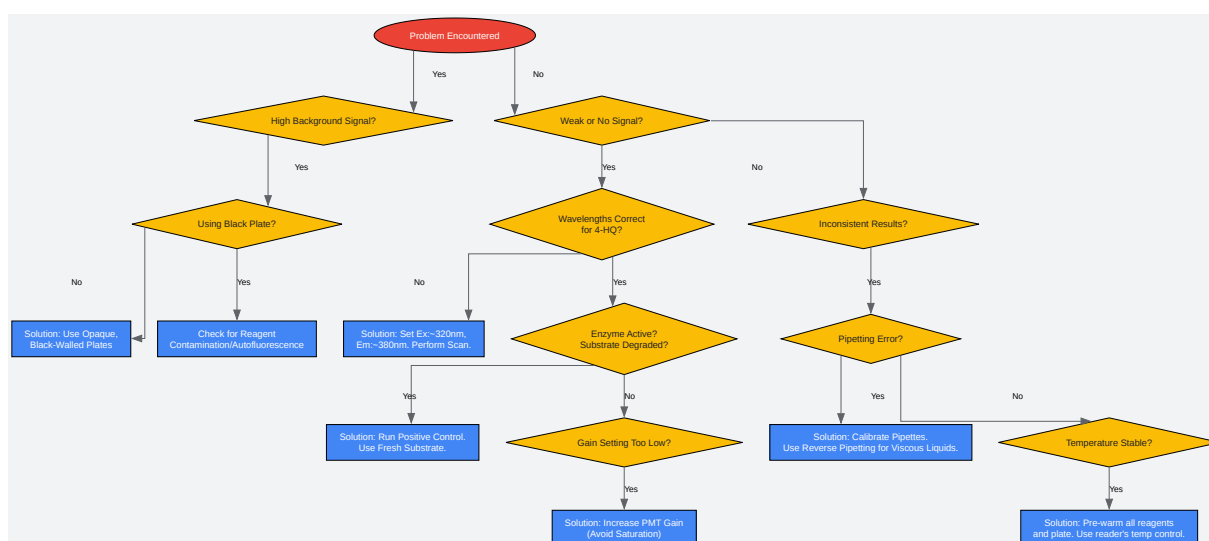 Problem Encountered
Yes
No
High Background Signal?
Weak or No Signal?
Yes
Yes
No
Using Black Plate?
Wavelengths Correct
for 4-HQ?
Inconsistent Results?
No
Yes
No
Yes
Yes
Solution: Use Opaque,
Black-Walled Plates
Check for Reagent
Contamination/Autofluorescence
Solution: Set Ex:~320nm,
Em:~380nm. Perform Scan.
Enzyme Active?
Substrate Degraded?
Pipetting Error?
Yes
No
Yes
No
Solution: Run Positive Control.
Use Fresh Substrate.
Gain Setting Too Low?
Solution: Calibrate Pipettes.
Use Reverse Pipetting for Viscous Liquids.
Temperature Stable?
Yes
Yes
Solution: Increase PMT Gain
(Avoid Saturation)
Solution: Pre-warm all reagents
and plate. Use reader's temp control.